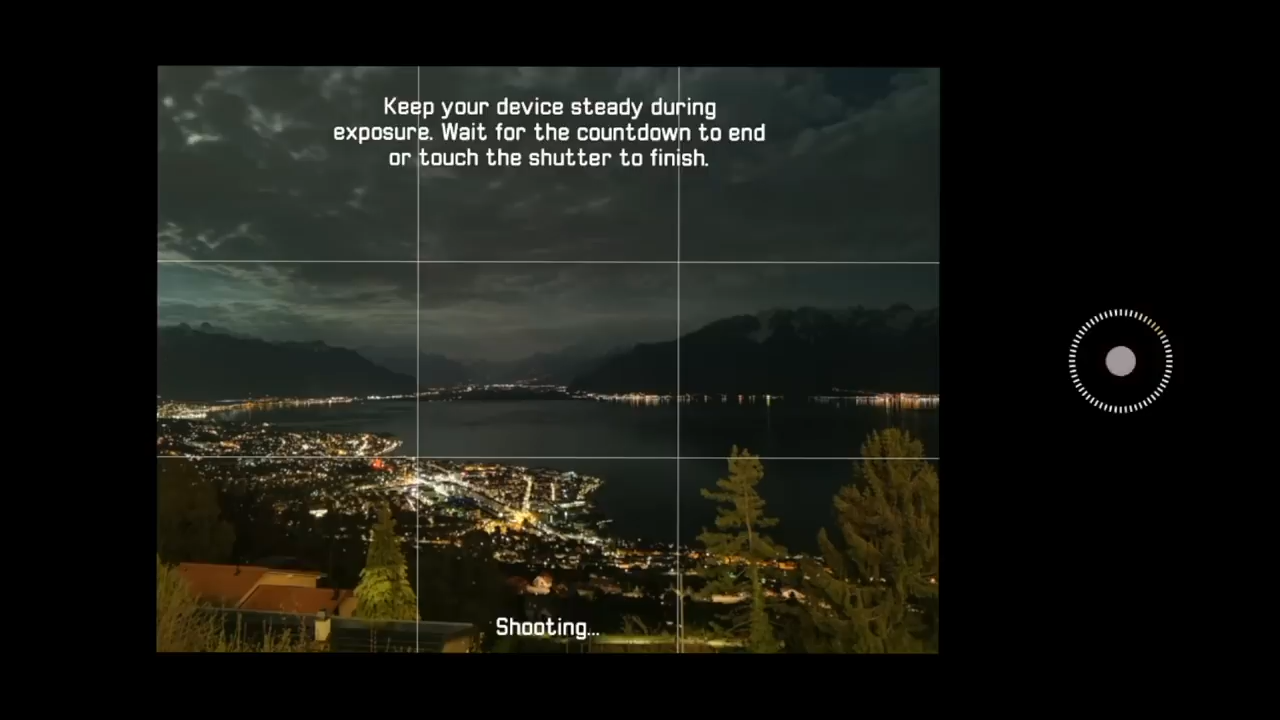 Keep your device steady during
exposure. Wait for the countdown to end
or touch the shutter to finish.
Shooting...